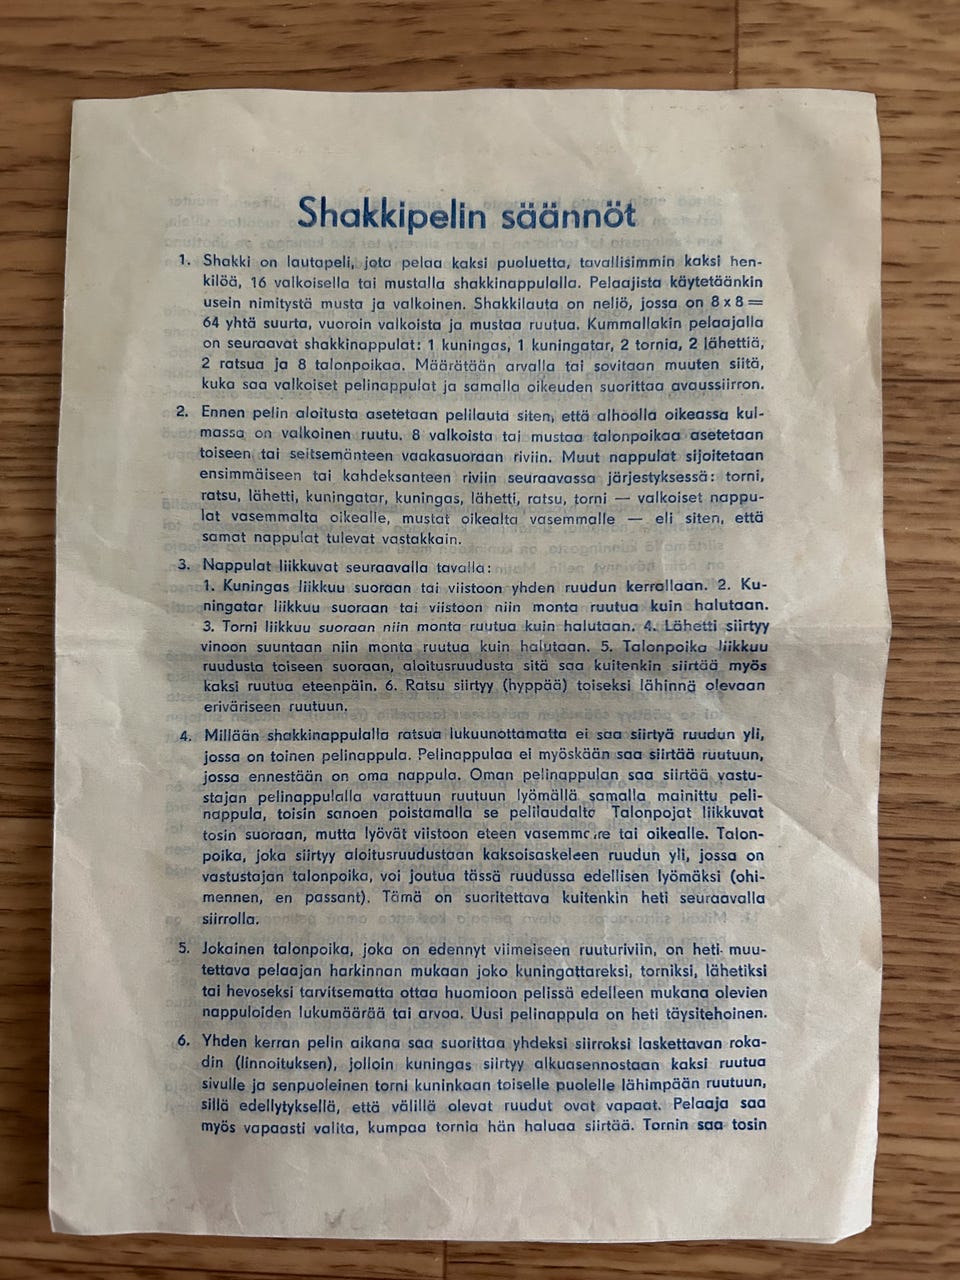 Shakkipelin säännöt
1. Shakki on lautapeli, jota pelaa kaksi puoluetta, tavallisimmin kaksi hen-
kilöä, 16 valkoisella tai mustalla shakkinappulalla. Pelaajista käytetäänkin
usein nimitystä musta ja valkoinen. Shakkilauta on neliö, jossa on 8 x 8 =
64 yhtä suurta, vuoroin valkoista ja mustaa ruutua. Kummallakin pelaajalla
on seuraavat shakkinappulat: 1 kuningas, 1 kuningatar, 2 tornia, 2 lähettiä,
2 ratsua ja 8 talonpoikaa. Määrätään arvalla tai sovitaan muuten siitä,
kuka saa valkoiset pelinappulat ja samalla oikeuden suorittaa avaussiirron.
2. Ennen pelin aloitusta asetetaan pelilauta siten, että alhoolla oikeassa kul-
massa on valkoinen ruutu. 8 valkoista tai mustaa talonpoikaa asetetaan
toiseen tai seitsemänteen vaakasuoraan riviin. Muut nappulat sijoitetaan
ensimmäiseen tai kahdeksanteen riviin seuraavassa järjestyksessä: torni,
ratsu, lähetti, kuningatar, kuningas, lähetti, ratsu, torni — valkoiset nappu-
lat vasemmalta oikealle, mustat oikealta vasemmalle — eli siten, että
samat nappulat tulevat vastakkain.
3. Nappulat liikkuvat seuraavalla tavalla:
1. Kuningas liikkuu suoraan tai viistoon yhden ruudun kerrallaan. 2. Ku-
ningatar liikkuu suoraan tai viistoon niin monta ruutua kuin halutaan.
3. Torni liikkuu suoraan niin monta ruutua kuin halutaan. 4. Lähetti siirtyy
vinoon suuntaan niin monta ruutua kuin halutaan. 5. Talonpoika liikkuu
ruudusta toiseen suoraan, aloitusruudusta sitä saa kuitenkin siirtää myös
kaksi ruutua eteenpäin. 6. Ratsu siirtyy (hyppää) toiseksi lähinnä olevaan
eriväriseen ruutuun.
4. Millään shakkinappulalla ratsua lukuunottamatta ei saa siirtyä ruudun yli,
jossa on toinen pelinappula. Pelinappulaa ei myöskään saa siirtää ruutuun,
jossa ennestään on oma nappula. Oman pelinappulan saa siirtää vastu-
stajan pelinappulalla varattuun ruutuun lyömällä samalla mainittu peli-
nappula, toisin sanoen poistamalla se pelilaudalta Talonpojat liikkuvat
tosin suoraan, mutta lyövät viistoon eteen tai oikealle. Talon-
poika, joka siirtyy aloitusruudustaan kaksoisaskeleen ruudun yli, jossa on
vastustajan talonpoika, voi joutua tässä ruudussa edellisen lyömäksi (ohi-
mennen, en passant). Tämä on suoritettava kuitenkin heti seuraavalla
siirrolla.
5. Jokainen talonpoika, joka on edennyt viimeiseen ruuturiviin, on heti muu-
tettava pelaajan harkinnan mukaan joko kuningattareksi, torniksi, lähetiksi
tai hevoseksi tarvitsematta ottaa huomioon pelissä edelleen mukana olevien
nappuloiden lukumäärää tai arvoa. Uusi pelinappula on heti täysitehoinen.
6. Yhden kerran pelin aikana saa suorittaa yhdeksi siirroksi laskettavan roka-
din (linnoituksen), jolloin kuningas siirtyy alkuasennostaan kaksi ruutua
sivulle ja senpuoleinen torni kuninkaan toiselle puolelle lähimpään ruutuun,
sillä edellytyksellä, että välillä olevat ruudut ovat vapaat. Pelaaja saa
myös vapaasti valita, kumpaa tornia hän haluaa siirtää. Tornin saa tosin